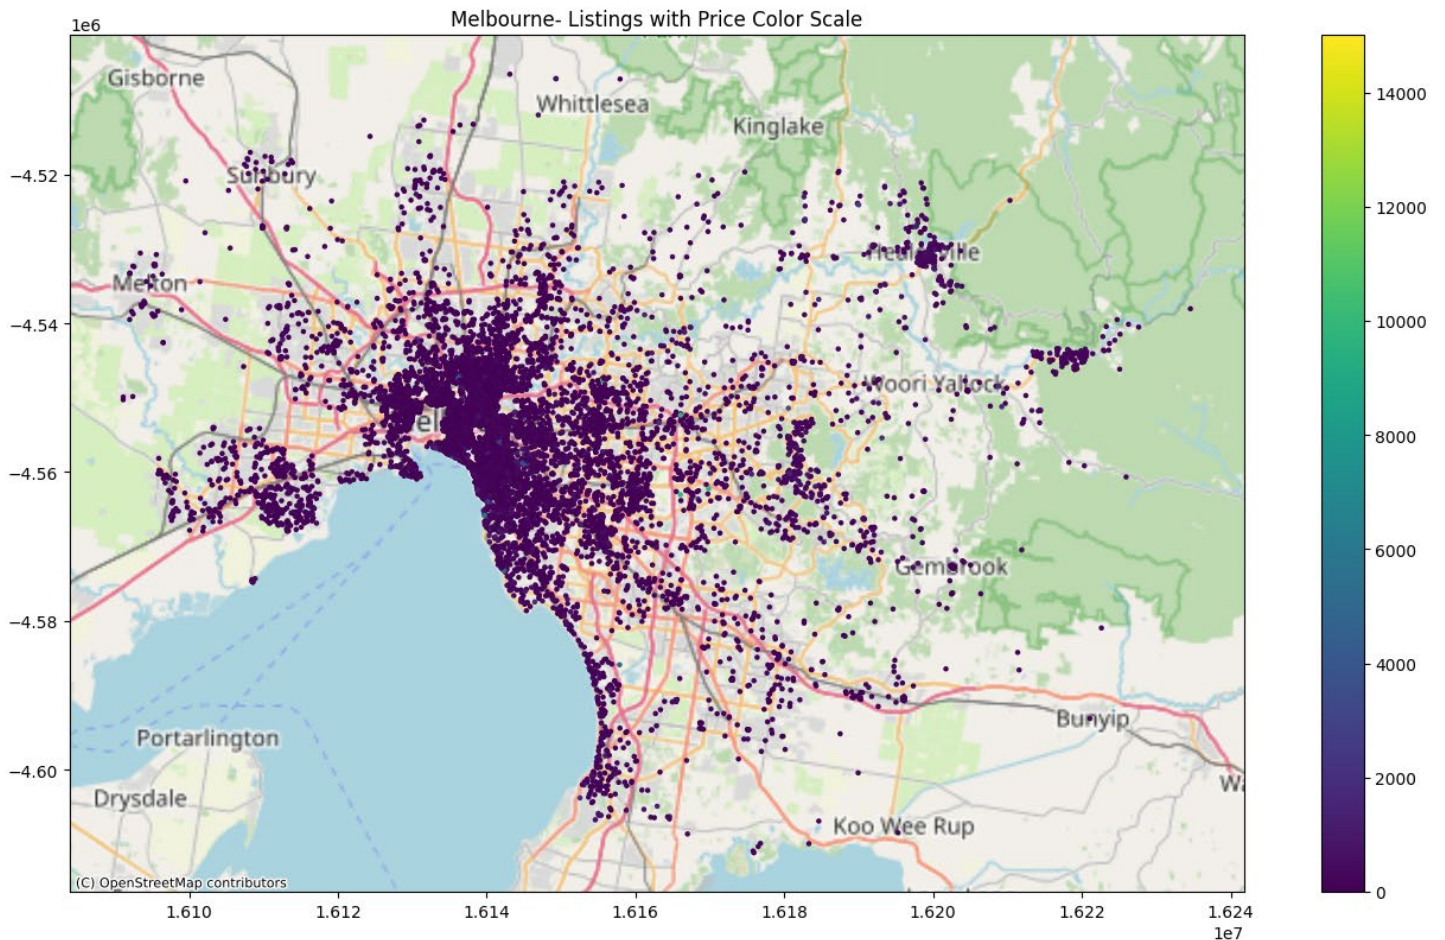 Melbourne- Listings with Price Color Scale
1e6
Gisborne
Whittlesea
Kinglake
Sunbury
Healesville
Melton
Woori Yallock
Gembrook
Bunyip
Portarlington
Drysdale
Koo Wee Rup
(C) OpenStreetMap contributors
−4.52
−4.54
−4.56
−4.58
−4.60
1.610
1.612
1.614
1.616
1.618
1.620
1.622
1.624
1e7
14000
12000
10000
8000
6000
4000
2000
0